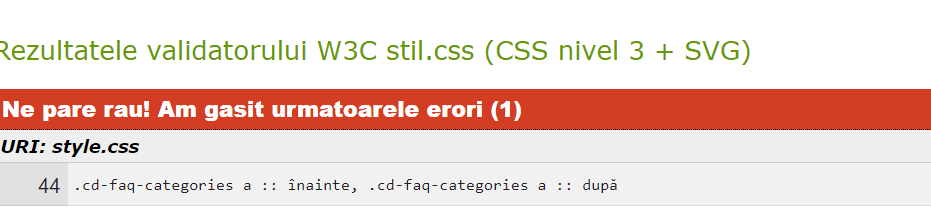 Rezultatele validatorului W3C stil.css (CSS nivel 3 + SVG)
Ne pare rau! Am gasit urmatoarele erori (1)
URI: style.css
44 .cd-faq-categories a :: înainte, .cd-faq-categories a :: după